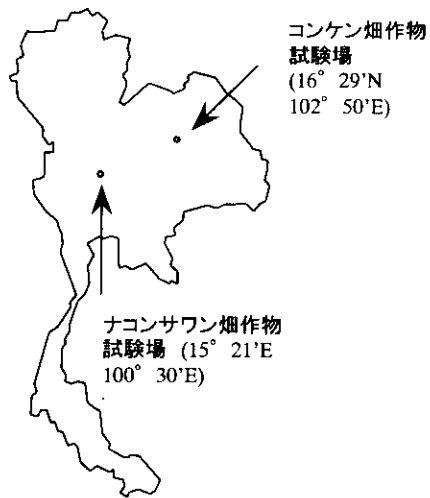 コンケン畑作物
試験場
(16° 29'N
102° 50'E)
ナコンサワン畑作物
試験場 (15° 21'E
100° 30'E)